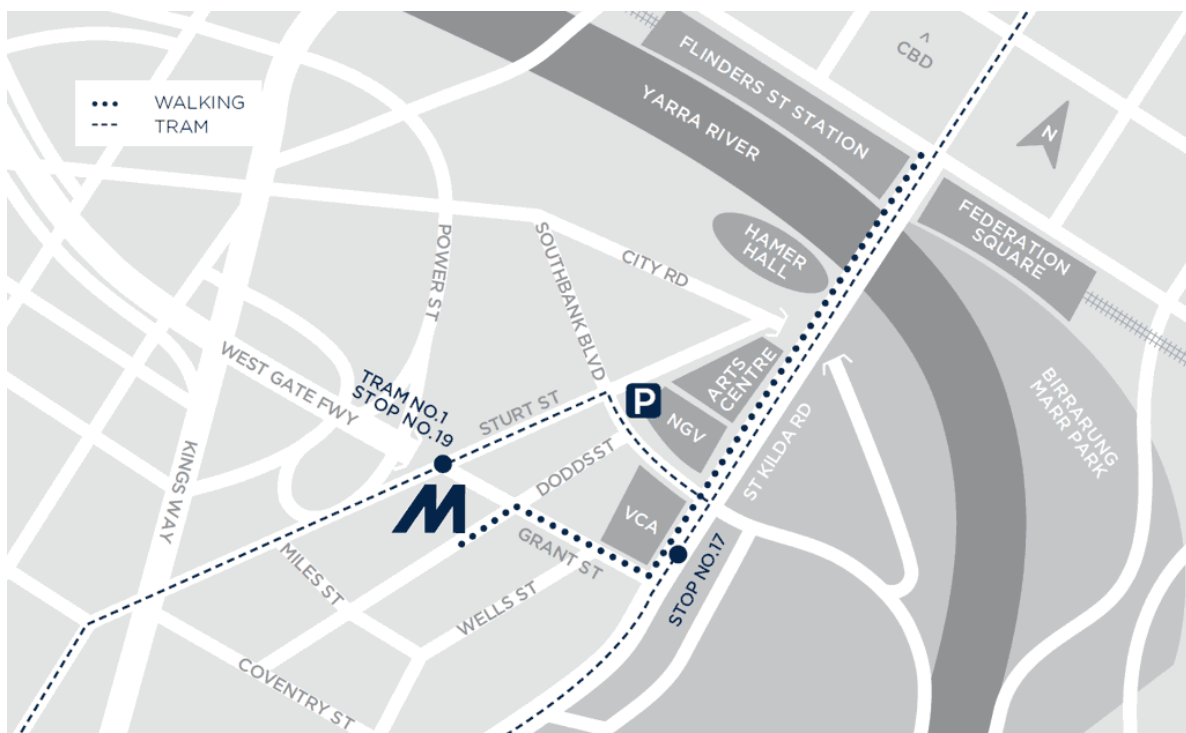 WALKING
TRAM
FLINDERS ST STATION
^
CBD
YARRA RIVER
N
FEDERATION
SQUARE
HAMER
HALL
POWER ST
SOUTHBANK BLVD
CITY RD
WEST GATE FWY
TRAM NO.1
STOP NO.19
STURT ST
P
ARTS
CENTRE
NGV
ST KILDA RD
BIRRARUNG
MARR PARK
KINGS WAY
M
DODDS ST
VCA
GRANT ST
STOP NO.17
MILES ST
WELLS ST
COVENTRY ST